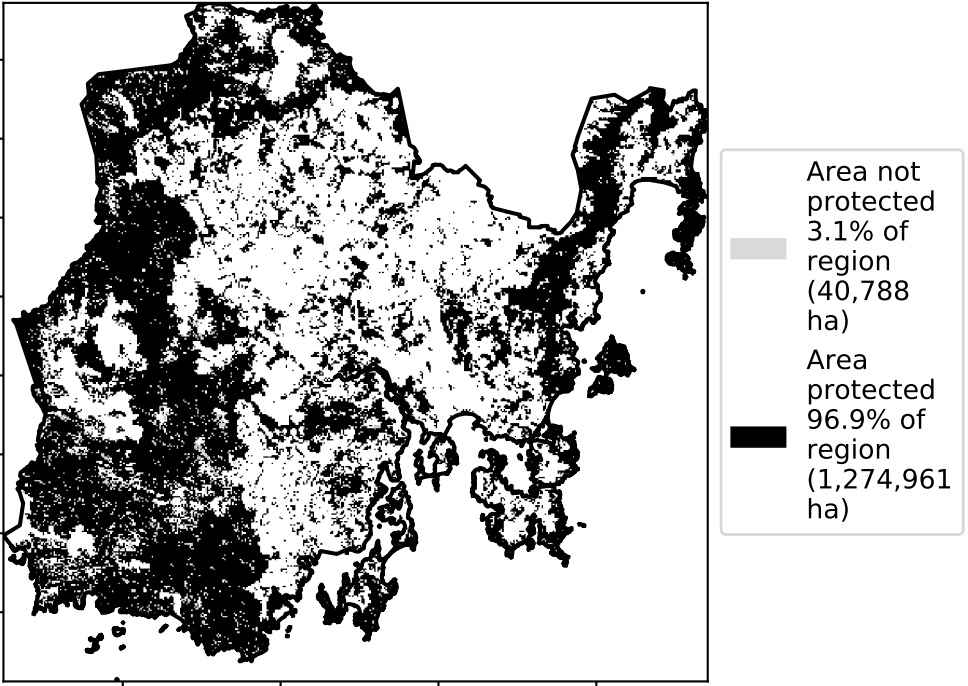 Area not
protected
3.1% of
region
(40,788
ha)
Area
protected
96.9% of
region
(1,274,961
ha)